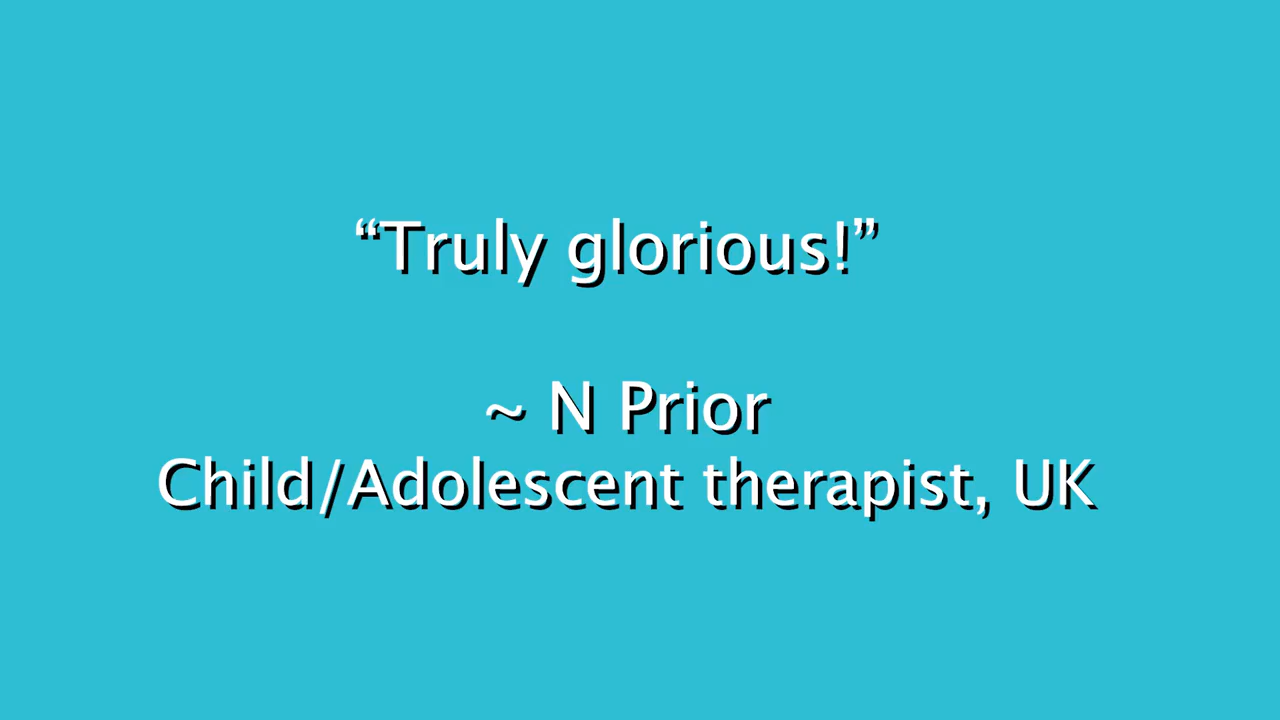 “Truly glorious!”
~ N Prior
Child/Adolescent therapist, UK